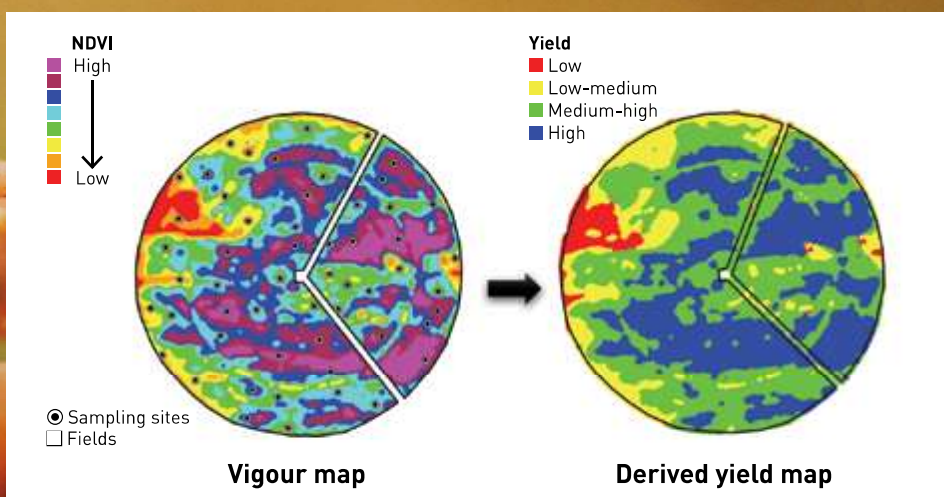 NDVI
High
Low
Sampling sites
Fields
Vigour map
Yield
Low
Low-medium
Medium-high
High
Derived yield map